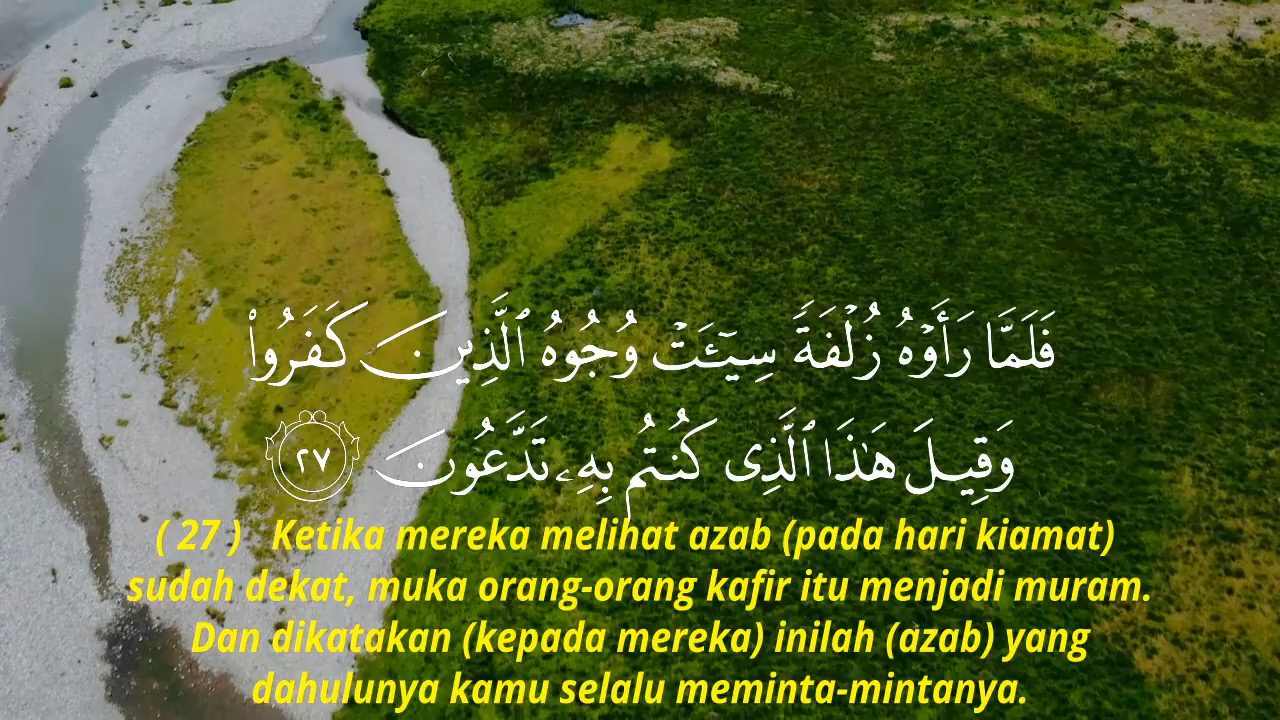 فَلَمَّا رَأَوْهُ زُلْفَةً سِيٓـَٔتْ وُجُوهُ ٱلَّذِينَ كَفَرُوا۟
وَقِيلَ هَـٰذَا ٱلَّذِى كُنتُم بِهِۦ تَدَّعُونَ ٢٧
( 27 ) Ketika mereka melihat azab (pada hari kiamat)
sudah dekat, muka orang-orang kafir itu menjadi muram.
Dan dikatakan (kepada mereka) inilah (azab) yang
dahulunya kamu selalu meminta-mintanya.